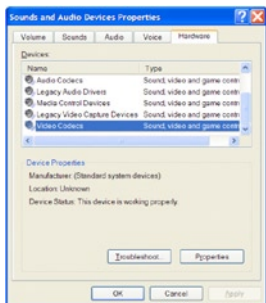 Sounds and Audio Devices Properties
Volume Sounds Audio Voice Hardware
Devices:
Name Type
Audio Codecs Sound, video and game contr
Legacy Audio Drivers Sound, video and game contr
Media Control Devices Sound, video and game contr
Legacy Video Capture Devices Sound, video and game contr
Video Codecs Sound, video and game contr
Device Properties
Manufacturer: (Standard system devices)
Location: Unknown
Device Status: This device is working properly.
Troubleshoot... Properties
OK Cancel Apply